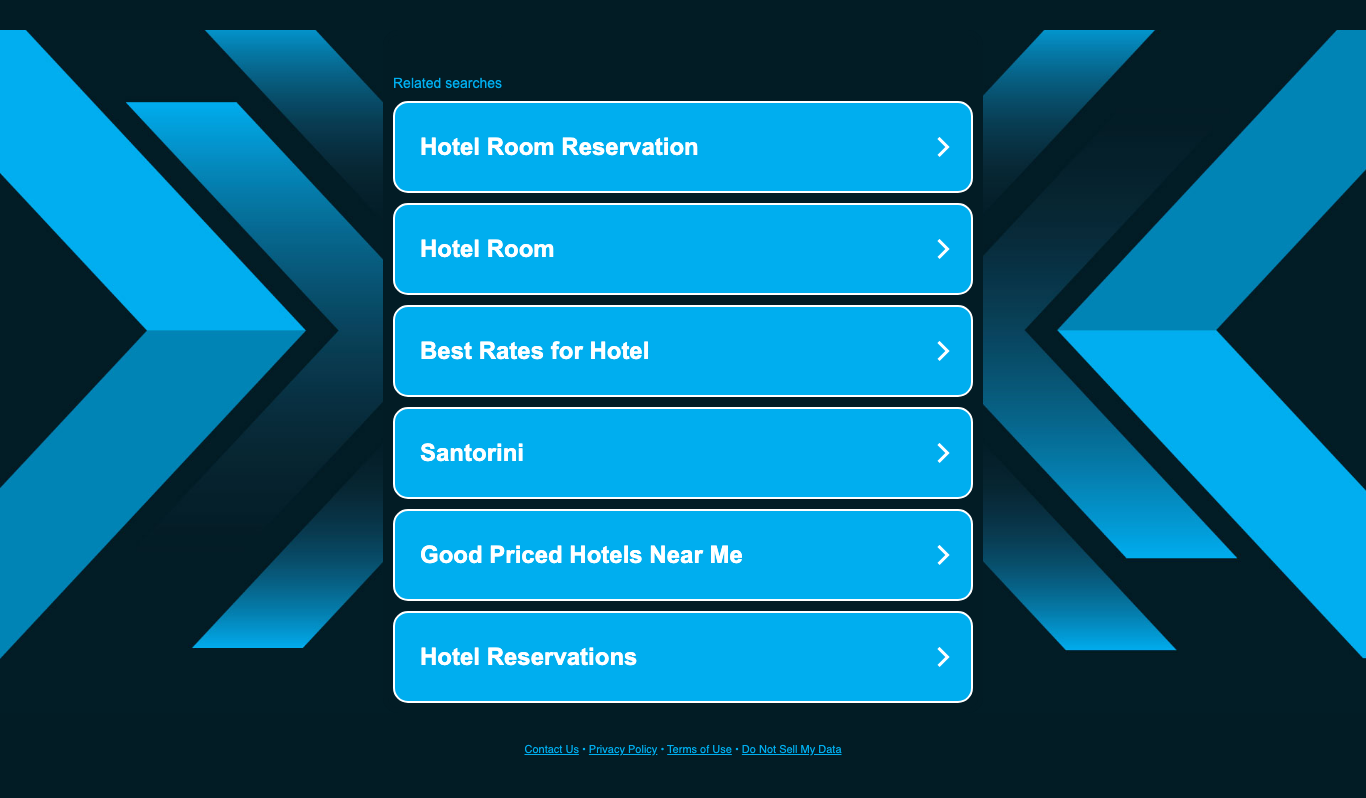 Related searches
Hotel Room Reservation
Hotel Room
Best Rates for Hotel
Santorini
Good Priced Hotels Near Me
Hotel Reservations
Contact Us • Privacy Policy • Terms of Use • Do Not Sell My Data